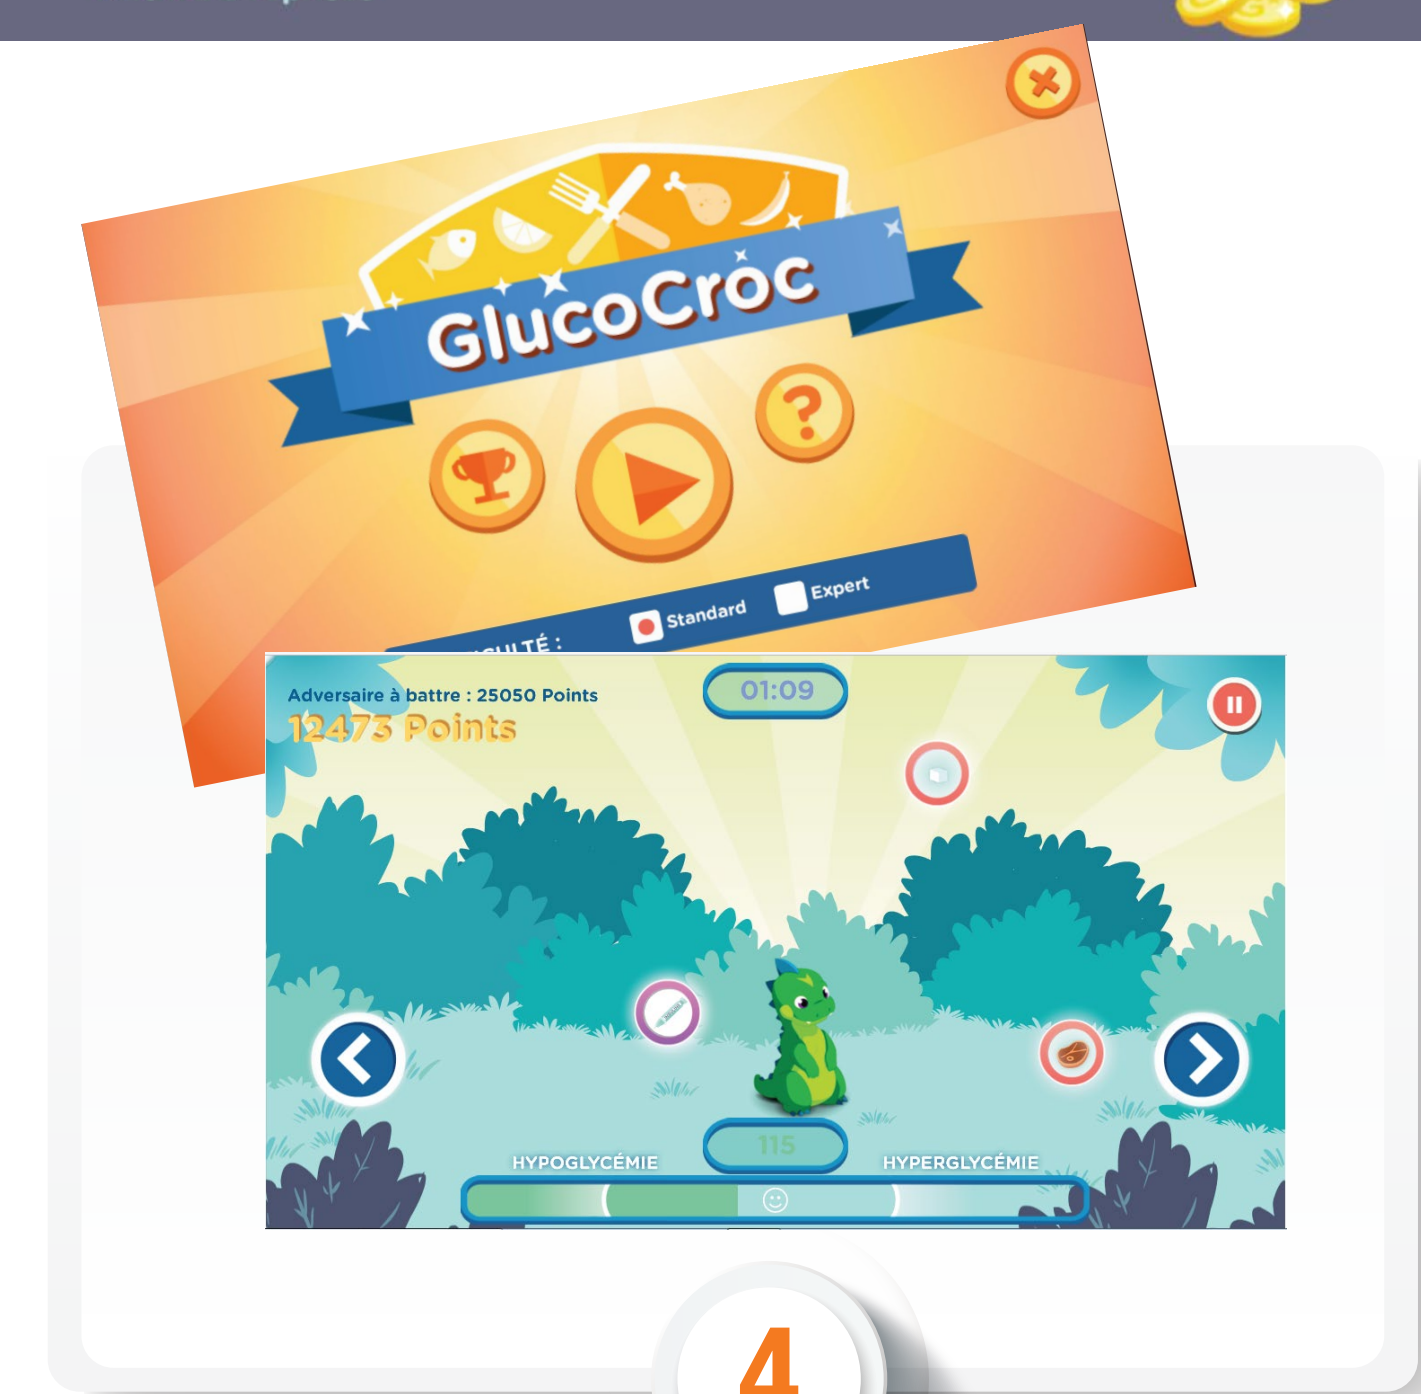 GlucoCroc
Standard
Expert
Adversaire à battre : 25050 Points
12473 Points
01:09
115
HYPOGLYCÉMIE
HYPERGLYCÉMIE
4